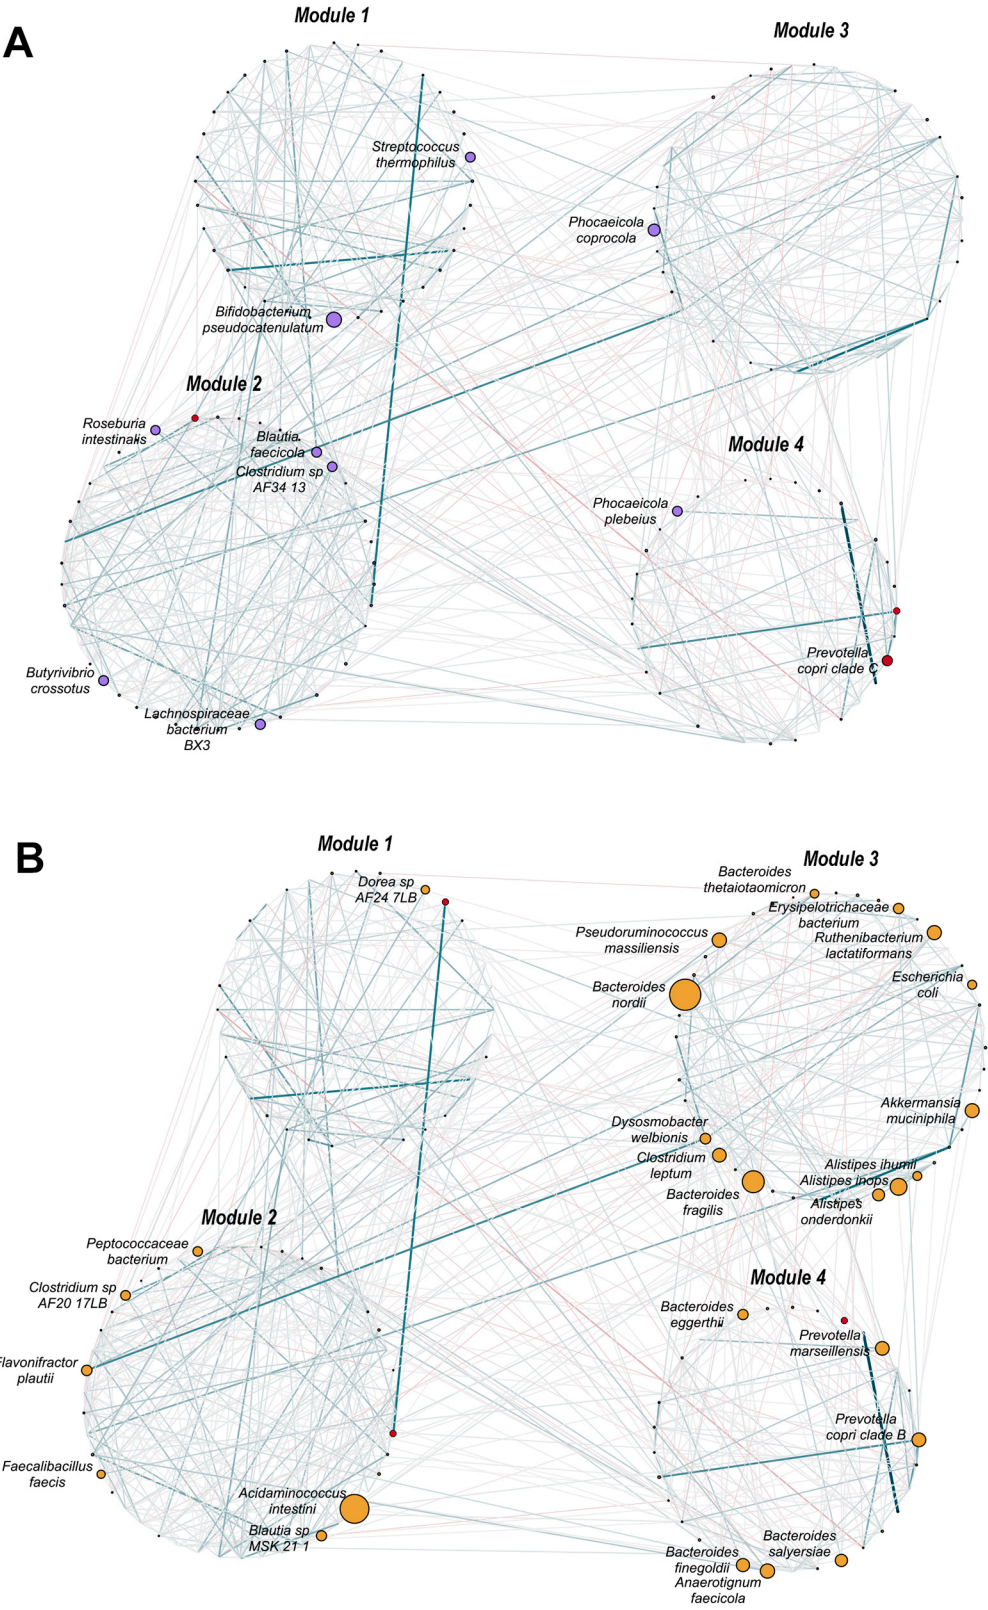 A
Module 1
Module 3
Streptococcus
thermophilus
Phocaeicola
coprocola
Bifidobacterium
pseudocatenulatum
Module 2
Roseburia
intestinalis
Blautia
faecicola
Clostridium sp
AF34 13
Module 4
Phocaeicola
plebeius
Prevotella
copri clade C
Butyrivibrio
crossotus
Lachnospiraceae
bacterium
BX3
B
Module 1
Module 3
Dorea sp
AF24 7LB
Bacteroides
thetaiotaomicron
Erysipelotrichaceae
bacterium
Pseudoruminococcus
massiliensis
Ruthenibacterium
lactatiformans
Bacteroides
nordii
Escherichia
coli
Akkermansia
muciniphila
Dysosmobacter
welbionis
Clostridium
leptum
Bacteroides
fragilis
Alistipes ihumii
Alistipes inops
Alistipes
onderdonkii
Module 2
Peptococcaceae
bacterium
Clostridium sp
AF20 17LB
Flavonifractor
plautii
Faecalibacillus
faecis
Acidaminococcus
intestini
Blautia sp
MSK 21 1
Module 4
Bacteroides
eggerthii
Prevotella
marseillensis
Prevotella
copri clade B
Bacteroides
salyersiae
Bacteroides
finegoldii
Anaerotignum
faecicola